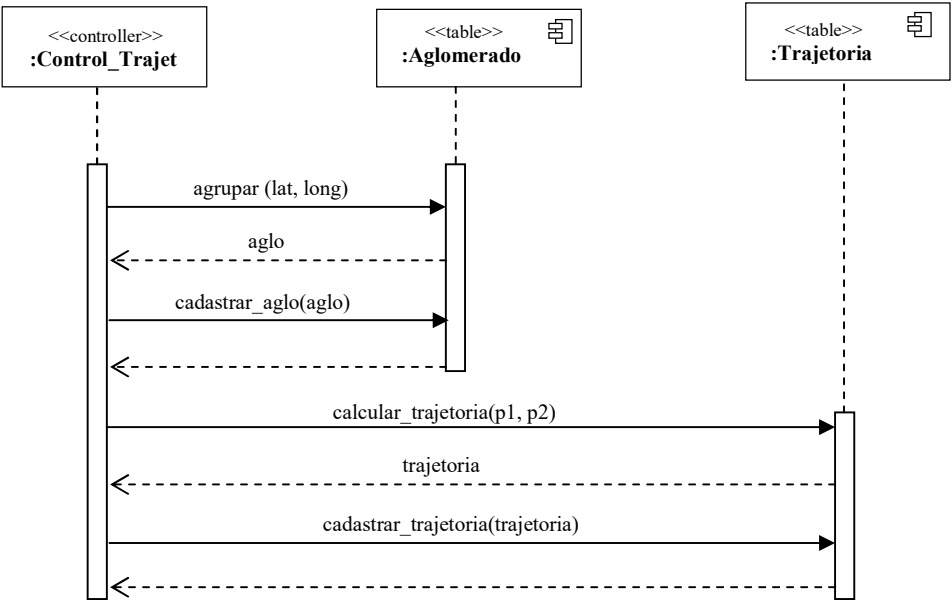 <<controller>>
:Control_Trajet
<<table>>
:Aglomerado
<<table>>
:Trajetoria
agrupar (lat, long)
aglo
cadastrar_aglo(aglo)
calcular_trajetoria(p1, p2)
trajetoria
cadastrar_trajetoria(trajetoria)